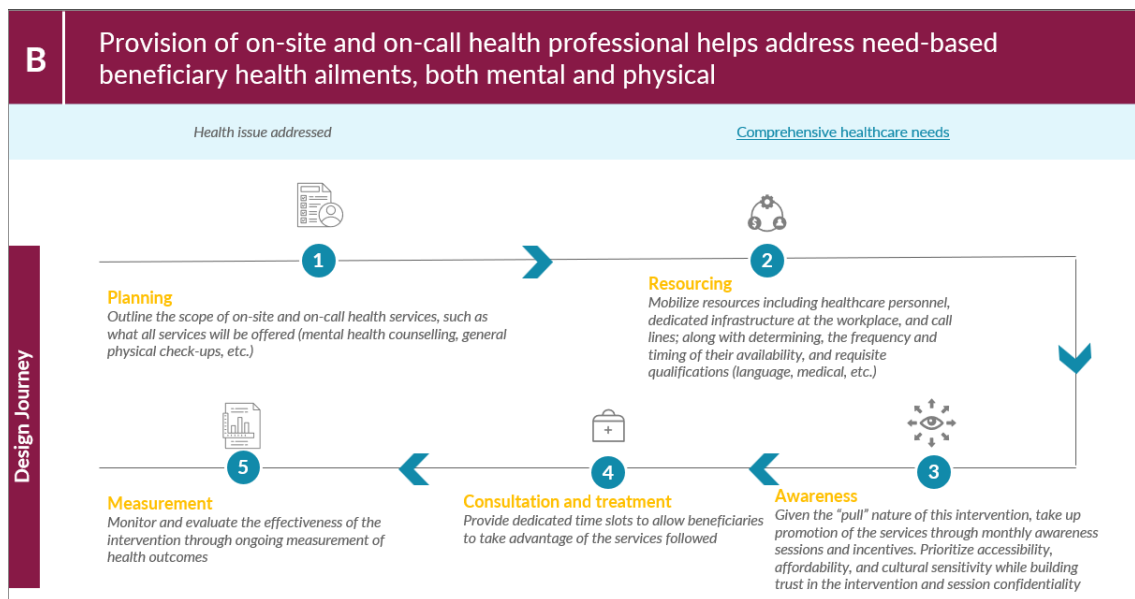 B
Provision of on-site and on-call health professional helps address need-based
beneficiary health ailments, both mental and physical
Health issue addressed
Comprehensive healthcare needs
Design Journey
1
Planning
Outline the scope of on-site and on-call health services, such as
what all services will be offered (mental health counselling, general
physical check-ups, etc.)
$
2
Resourcing
Mobilize resources including healthcare personnel,
dedicated infrastructure at the workplace, and call
lines; along with determining, the frequency and
timing of their availability, and requisite
qualifications (language, medical, etc.)
3
Awareness
Given the “pull” nature of this intervention, take up
promotion of the services through monthly awareness
sessions and incentives. Prioritize accessibility,
affordability, and cultural sensitivity while building
trust in the intervention and session confidentiality
4
Consultation and treatment
Provide dedicated time slots to allow beneficiaries
to take advantage of the services followed
5
Measurement
Monitor and evaluate the effectiveness of the
intervention through ongoing measurement of
health outcomes